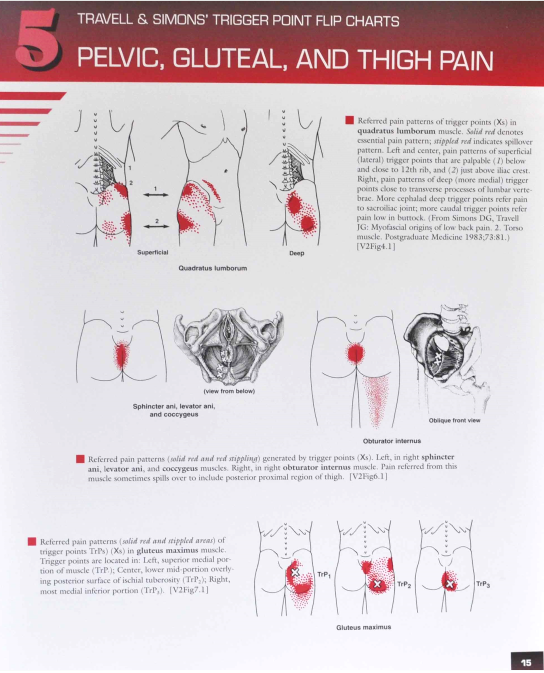 5
TRAVELL & SIMONS' TRIGGER POINT FLIP CHARTS
PELVIC, GLUTEAL, AND THIGH PAIN
Referred pain patterns of trigger points (Xs) in
quadratus lumborum muscle. Solid red denotes
essential pain pattern; stippled red indicates spillover
pattern. Left and center, pain patterns of superficial
(lateral) trigger points that are palpable (1) below
and close to 12th rib, and (2) just above iliac crest.
Right, pain patterns of deep (more medial) trigger
points close to transverse processes of lumbar verte-
brae. More cephalad deep trigger points refer pain
to sacroiliac joint; more caudal trigger points refer
pain low in buttock. (From Simons DG, Travell
JG: Myofascial origins of low back pain. 2. Torso
muscle. Postgraduate Medicine 1983;73:81.)
[V2Fig4.1]
1
2
1
2
Superficial
Deep
Quadratus lumborum
(view from below)
Sphincter ani, levator ani,
and coccygeus
Oblique front view
Obturator internus
Referred pain patterns (solid red and red stippling) generated by trigger points (Xs). Left, in right sphincter
ani, levator ani, and coccygeus muscles. Right, in right obturator internus muscle. Pain referred from this
muscle sometimes spills over to include posterior proximal region of thigh. [V2Fig6.1]
Referred pain patterns (solid red and stippled areas) of
trigger points TrPs) (Xs) in gluteus maximus muscle.
Trigger points are located in: Left, superior medial por-
tion of muscle (TrP1); Center, lower mid-portion overly-
ing posterior surface of ischial tuberosity (TrP2); Right,
most medial inferior portion (TrP3). [V2Fig7.1]
TrP1
TrP2
TrP3
Gluteus maximus
15